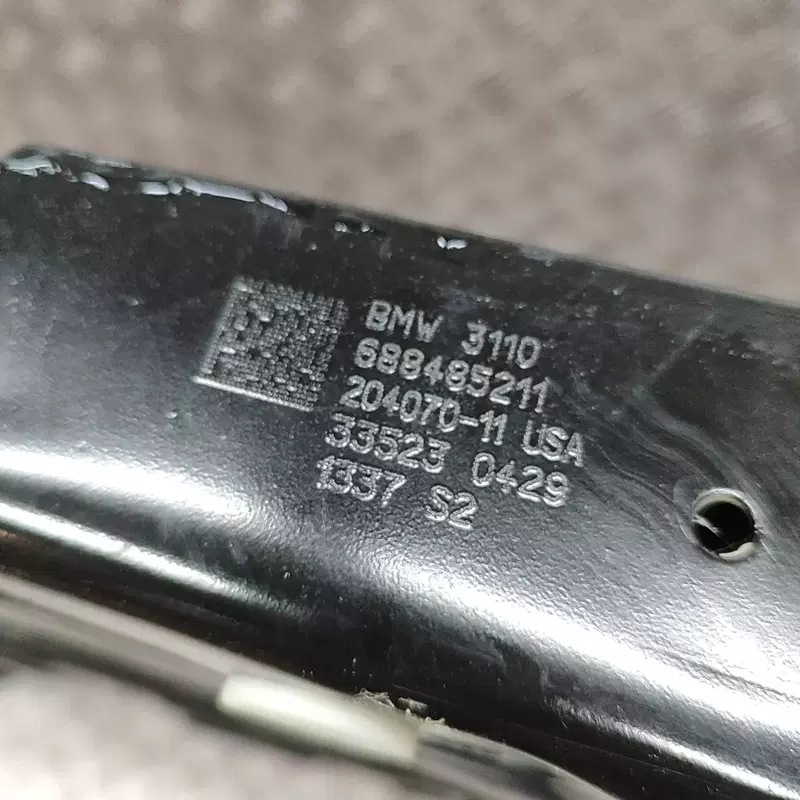 BMW 3110
688485211
204070-11 USA
33523 0429
1337 S2